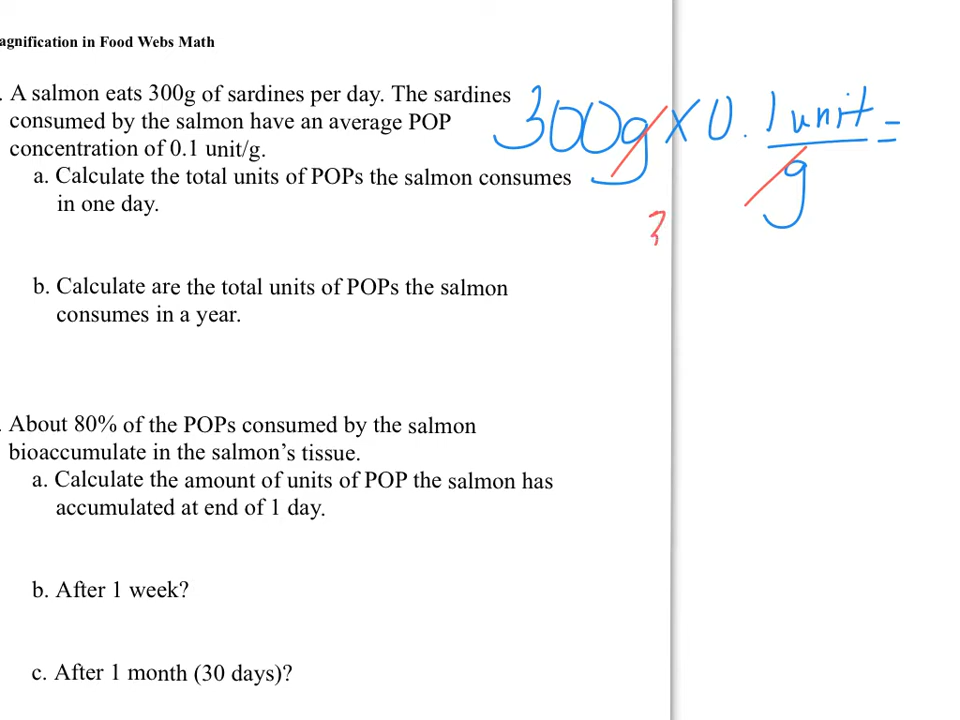 agnification in Food Webs Math
. A salmon eats 300g of sardines per day. The sardines
consumed by the salmon have an average POP
concentration of 0.1 unit/g.
a. Calculate the total units of POPs the salmon consumes
in one day.
300g x 0.1 unit =
g
3
b. Calculate are the total units of POPs the salmon
consumes in a year.
. About 80% of the POPs consumed by the salmon
bioaccumulate in the salmon’s tissue.
a. Calculate the amount of units of POP the salmon has
accumulated at end of 1 day.
b. After 1 week?
c. After 1 month (30 days)?